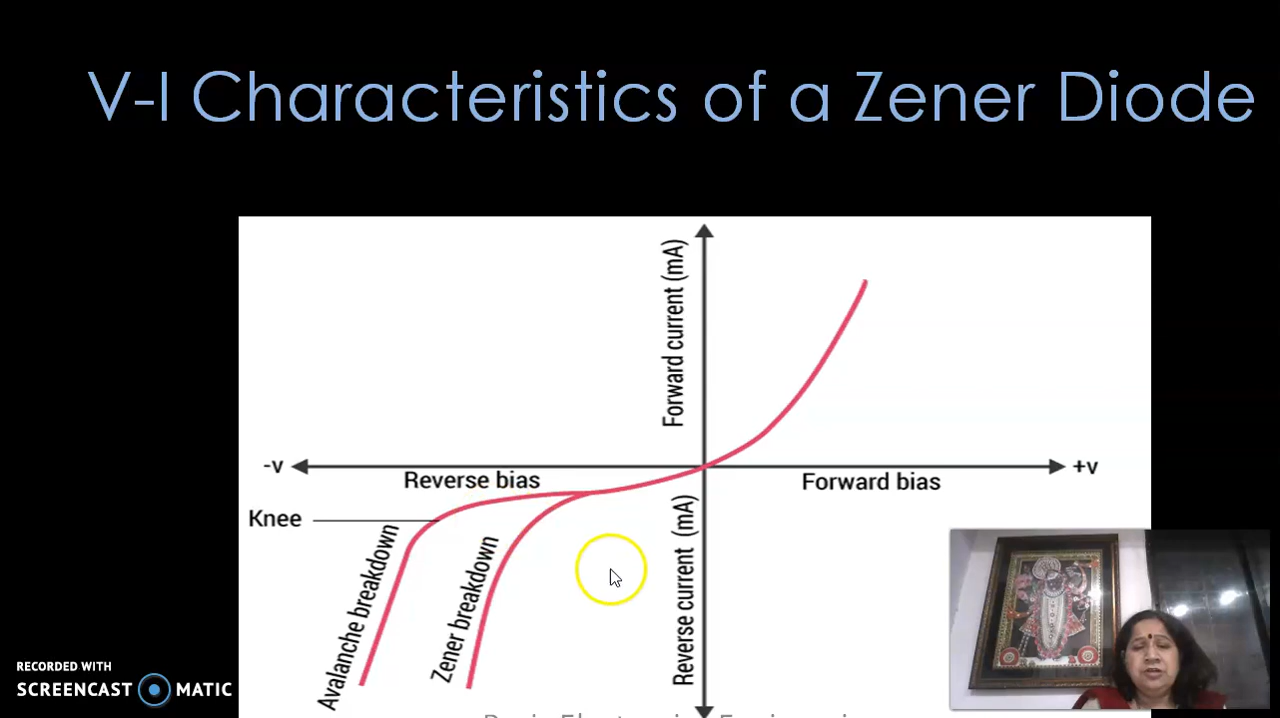 V-I Characteristics of a Zener Diode
Forward current (mA)
-v
+v
Reverse bias
Forward bias
Knee
Avalanche breakdown
Zener breakdown
Reverse current (mA)
RECORDED WITH
SCREENCAST MATIC